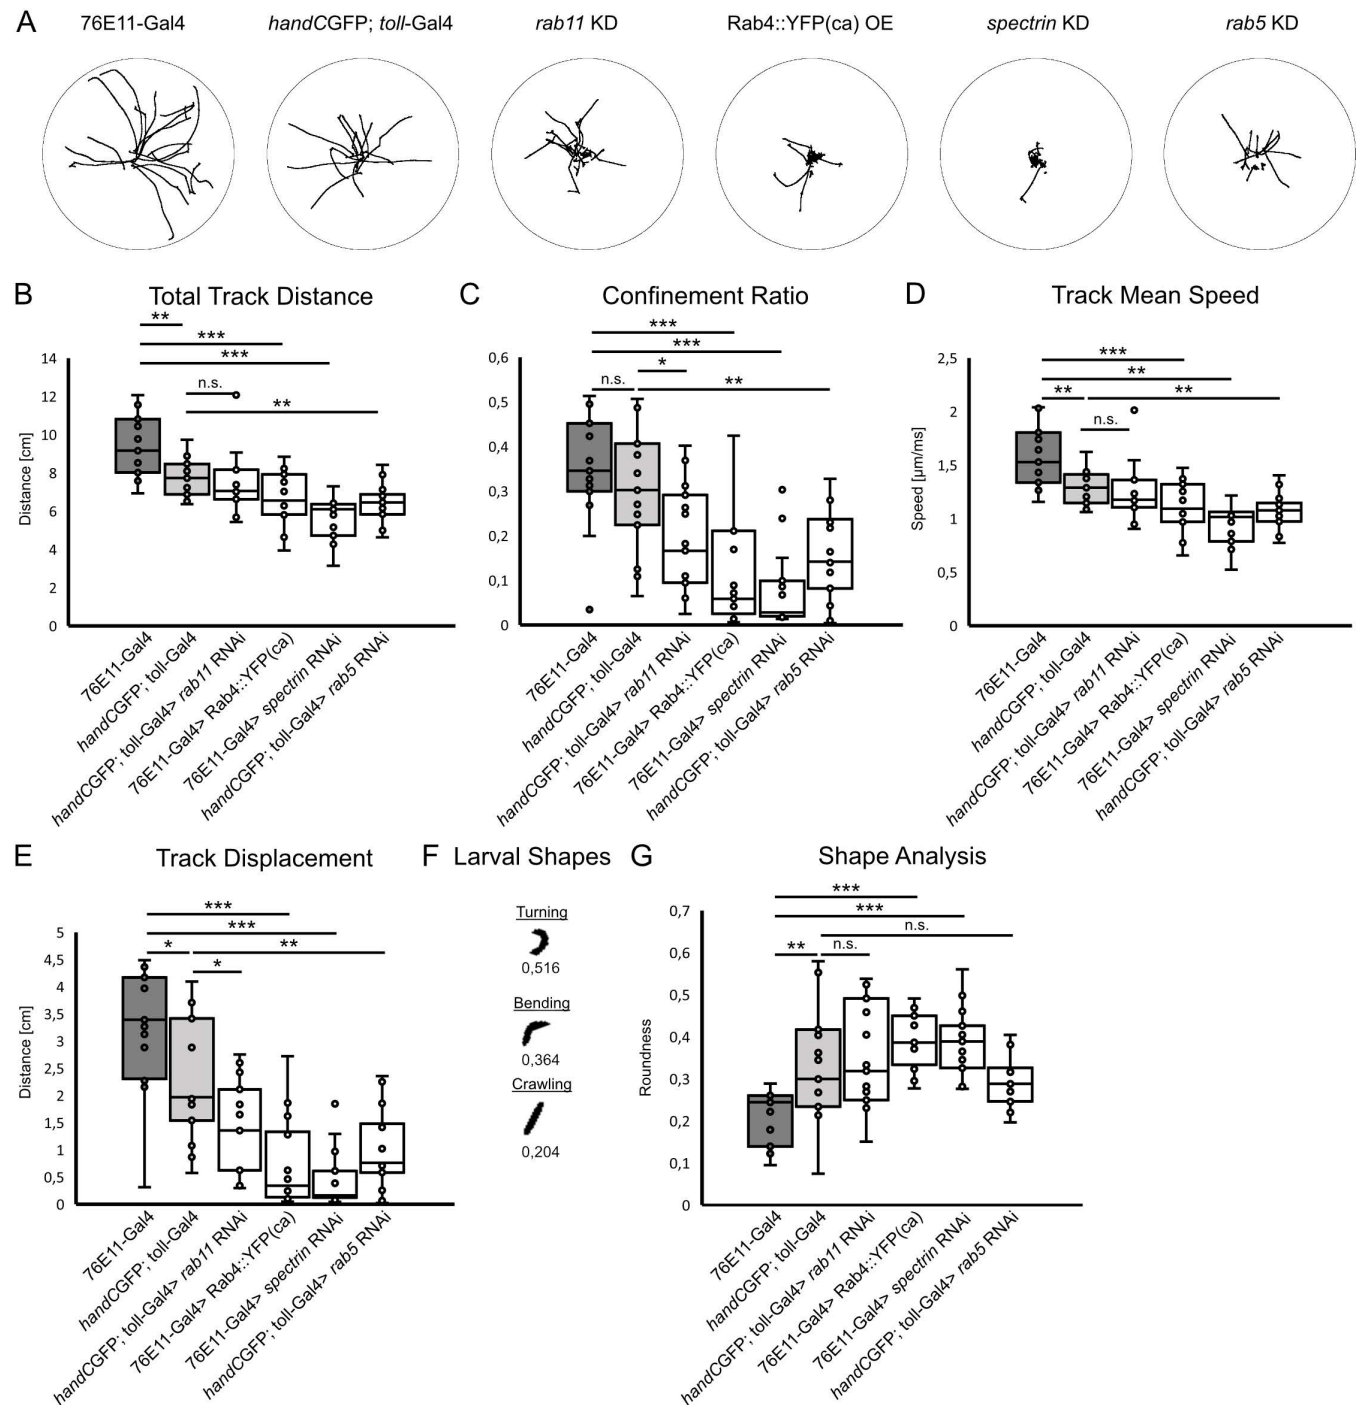 A
76E11-Gal4
handCGFP; toll-Gal4
rab11 KD
Rab4::YFP(ca) OE
spectrin KD
rab5 KD
B
Total Track Distance
**
***
***
n.s.
**
14
12
10
8
6
4
2
0
Distance [cm]
76E11-Gal4
handCGFP; toll-Gal4
handCGFP; toll-Gal4> rab11 RNAi
76E11-Gal4> Rab4::YFP(ca)
76E11-Gal4> spectrin RNAi
handCGFP; toll-Gal4> rab5 RNAi
C
Confinement Ratio
***
***
*
n.s.
**
0,6
0,5
0,4
0,3
0,2
0,1
0
76E11-Gal4
handCGFP; toll-Gal4
handCGFP; toll-Gal4> rab11 RNAi
76E11-Gal4> Rab4::YFP(ca)
76E11-Gal4> spectrin RNAi
handCGFP; toll-Gal4> rab5 RNAi
D
Track Mean Speed
***
**
**
**
n.s.
2,5
2
1,5
1
0,5
0
Speed [µm/ms]
76E11-Gal4
handCGFP; toll-Gal4
handCGFP; toll-Gal4> rab11 RNAi
76E11-Gal4> Rab4::YFP(ca)
76E11-Gal4> spectrin RNAi
handCGFP; toll-Gal4> rab5 RNAi
E
Track Displacement
***
***
*
**
*
5
4,5
4
3,5
3
2,5
2
1,5
1
0,5
0
Distance [cm]
76E11-Gal4
handCGFP; toll-Gal4
handCGFP; toll-Gal4> rab11 RNAi
76E11-Gal4> Rab4::YFP(ca)
76E11-Gal4> spectrin RNAi
handCGFP; toll-Gal4> rab5 RNAi
F
Larval Shapes
Turning
0,516
Bending
0,364
Crawling
0,204
G
Shape Analysis
***
***
n.s.
**
n.s.
0,7
0,6
0,5
0,4
0,3
0,2
0,1
0
Roundness
76E11-Gal4
handCGFP; toll-Gal4
handCGFP; toll-Gal4> rab11 RNAi
76E11-Gal4> Rab4::YFP(ca)
76E11-Gal4> spectrin RNAi
handCGFP; toll-Gal4> rab5 RNAi